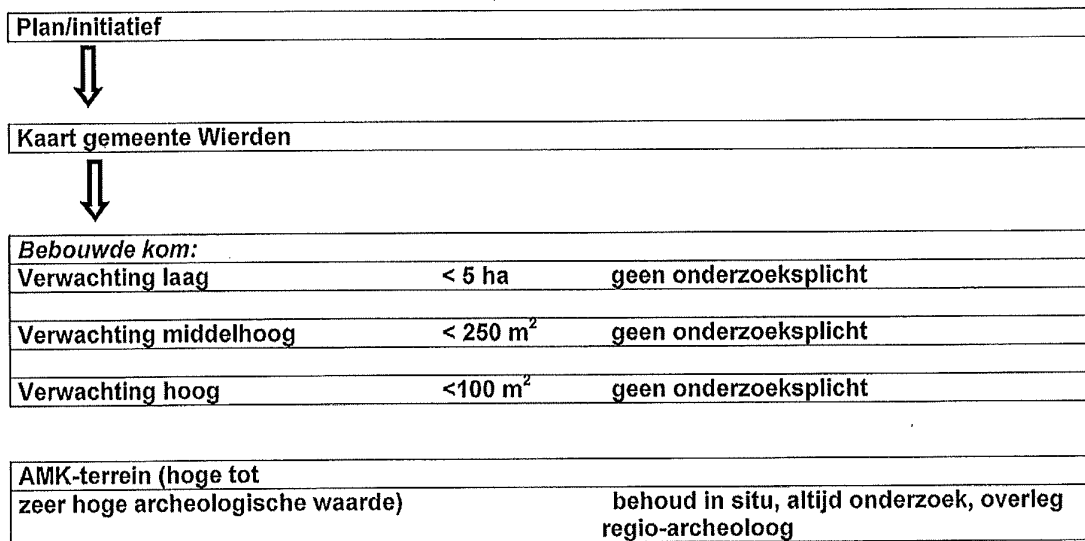 Plan/initiatief
Kaart gemeente Wierden
Bebouwde kom:
Verwachting laag < 5 ha geen onderzoeksplicht
Verwachting middelhoog < 250 m² geen onderzoeksplicht
Verwachting hoog <100 m² geen onderzoeksplicht
AMK-terrein (hoge tot
zeer hoge archeologische waarde) behoud in situ, altijd onderzoek, overleg
regio-archeoloog